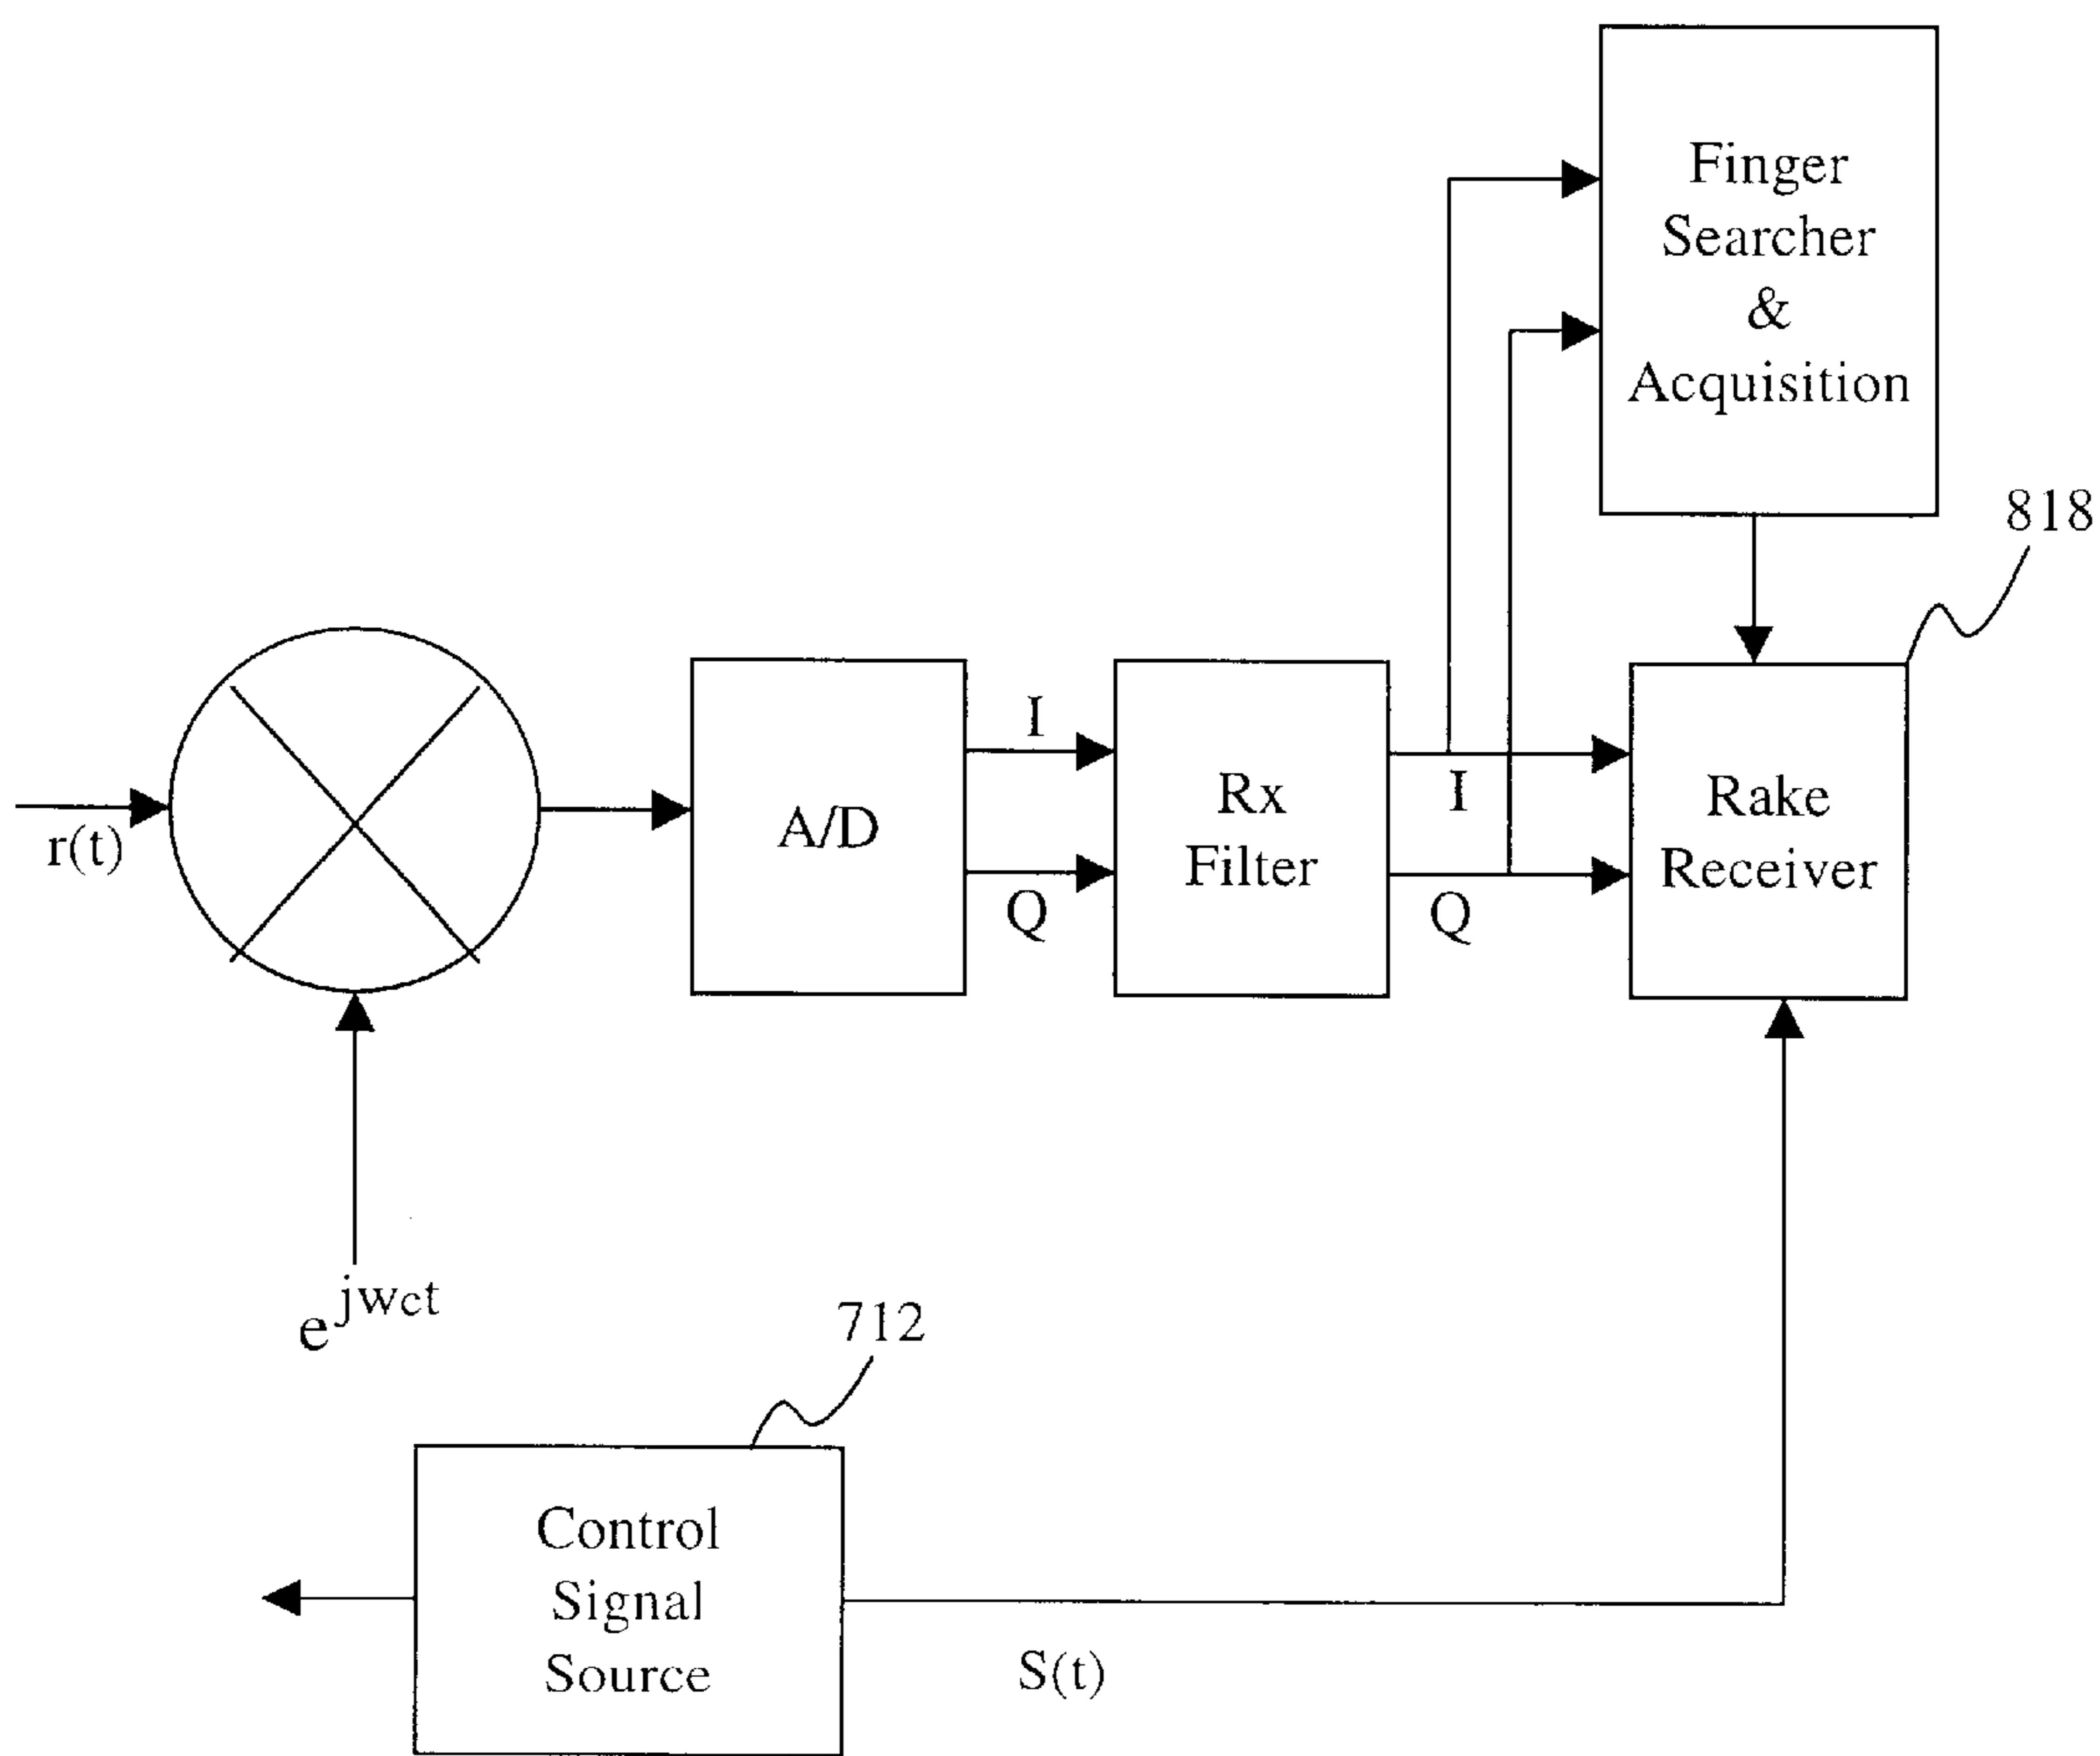 Finger
Searcher
&
Acquisition
818
r(t)
A/D
I
Q
Rx
Filter
I
Q
Rake
Receiver
e^jwct
712
Control
Signal
Source
S(t)